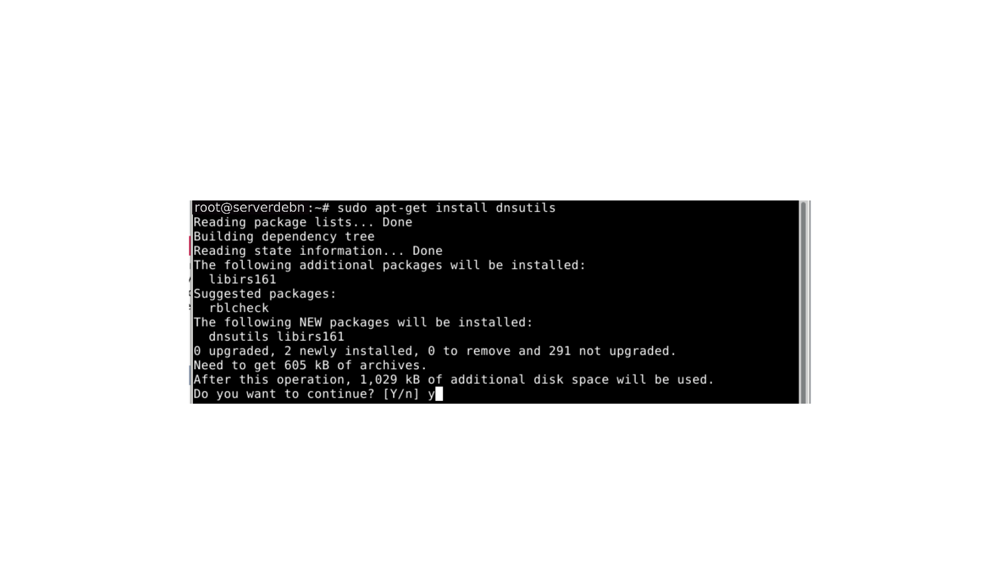 root@serverdebn:~# sudo apt-get install dnsutils
Reading package lists... Done
Building dependency tree
Reading state information... Done
The following additional packages will be installed:
  libirs161
Suggested packages:
  rblcheck
The following NEW packages will be installed:
  dnsutils libirs161
0 upgraded, 2 newly installed, 0 to remove and 291 not upgraded.
Need to get 605 kB of archives.
After this operation, 1,029 kB of additional disk space will be used.
Do you want to continue? [Y/n] y